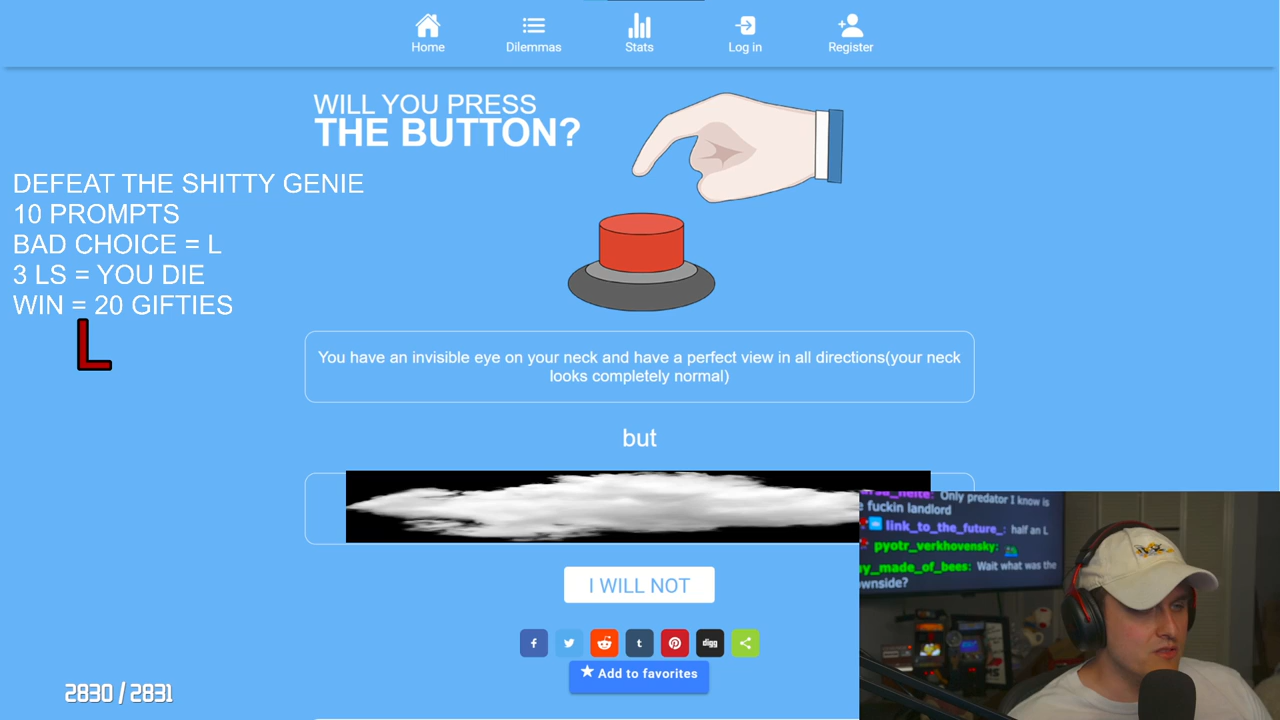 Home
Dilemmas
Stats
Log in
Register
WILL YOU PRESS
THE BUTTON?
DEFEAT THE SHITTY GENIE
10 PROMPTS
BAD CHOICE = L
3 LS = YOU DIE
WIN = 20 GIFTIES
L
You have an invisible eye on your neck and have a perfect view in all directions(your neck
looks completely normal)
but
I WILL NOT
digg
Add to favorites
2830 / 2831
Only predator I know is
fuckin landlord
link_to_the_future_: half an L
pyotr_verkhovensky:
y_made_of_bees: Wait what was the
wnside?